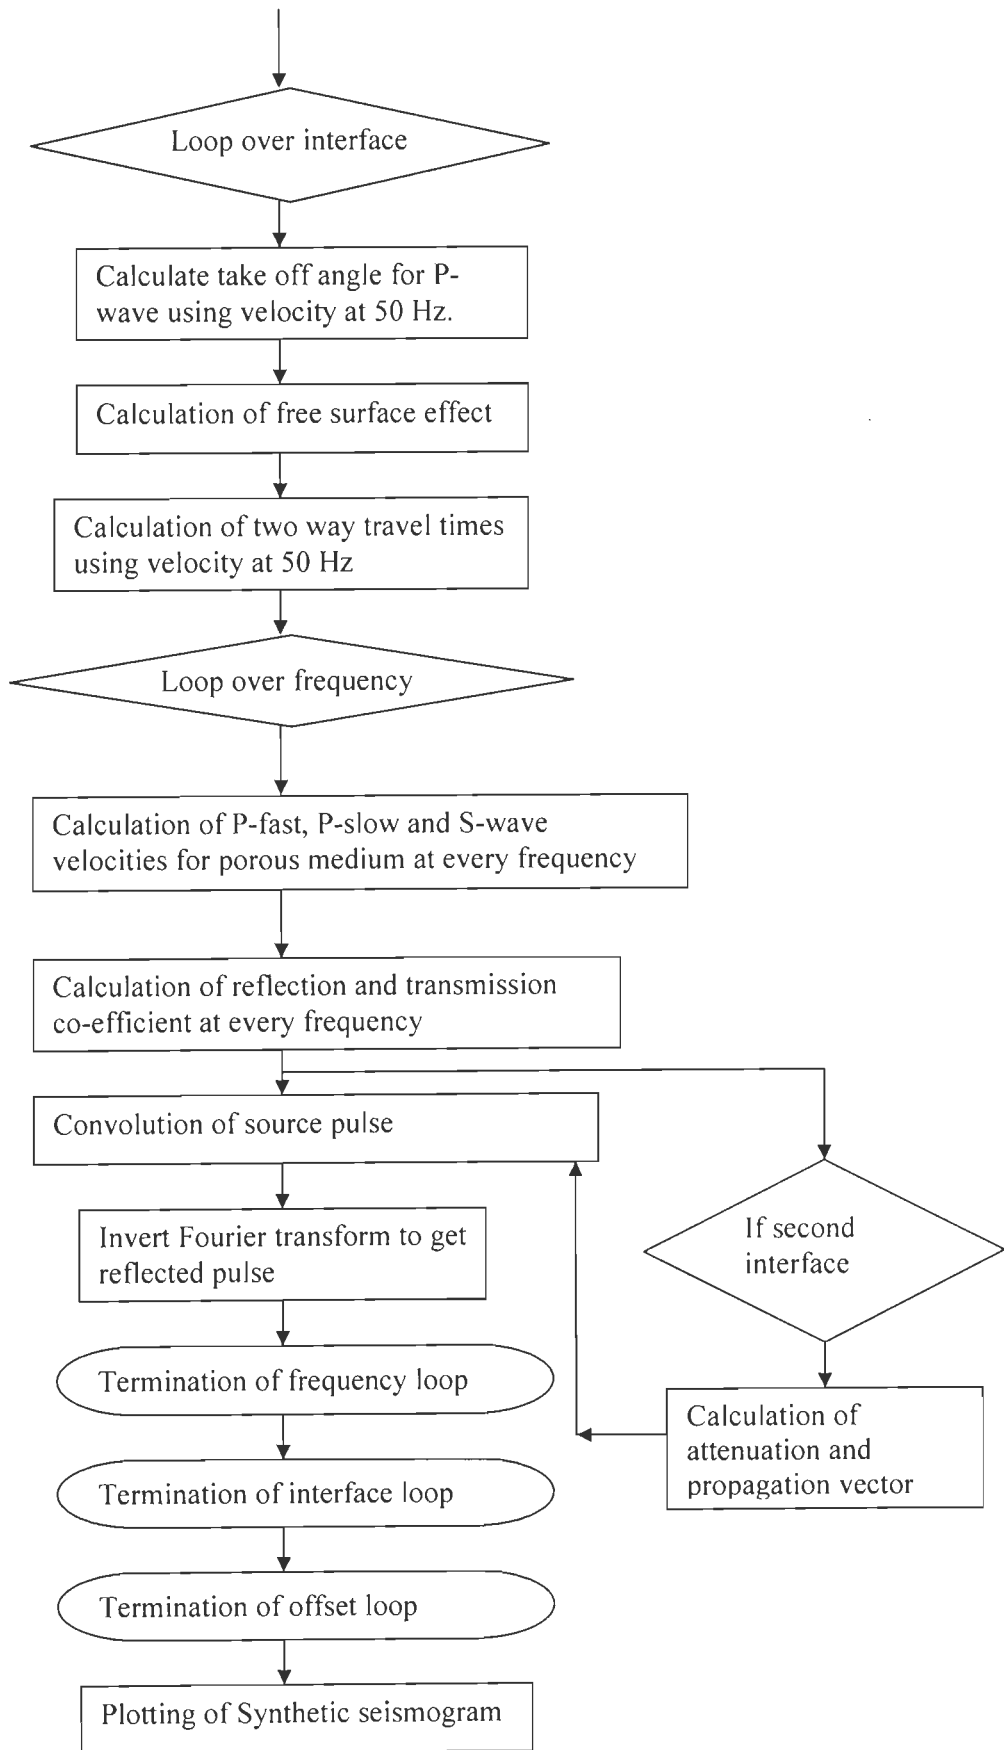 Loop over interface
Calculate take off angle for P-
wave using velocity at 50 Hz.
Calculation of free surface effect
Calculation of two way travel times
using velocity at 50 Hz
Loop over frequency
Calculation of P-fast, P-slow and S-wave
velocities for porous medium at every frequency
Calculation of reflection and transmission
co-efficient at every frequency
Convolution of source pulse
If second
interface
Calculation of
attenuation and
propagation vector
Invert Fourier transform to get
reflected pulse
Termination of frequency loop
Termination of interface loop
Termination of offset loop
Plotting of Synthetic seismogram